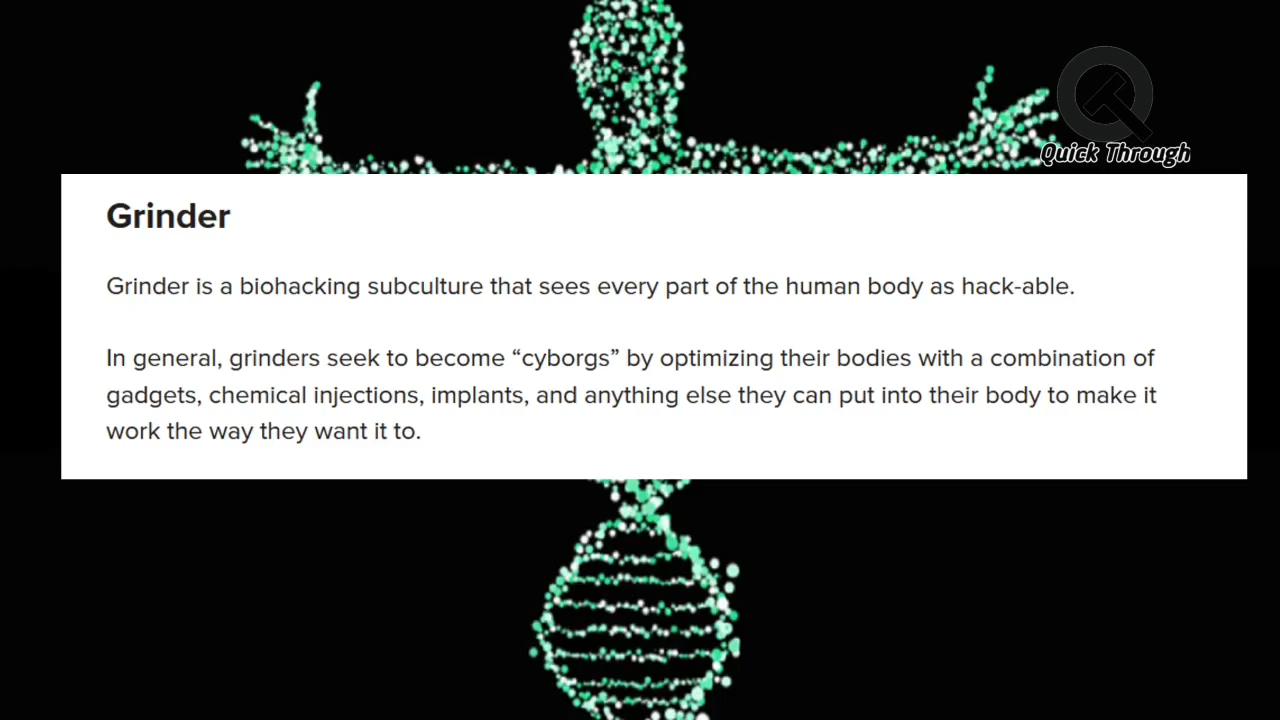 Quick Through
Grinder
Grinder is a biohacking subculture that sees every part of the human body as hack-able.
In general, grinders seek to become “cyborgs” by optimizing their bodies with a combination of
gadgets, chemical injections, implants, and anything else they can put into their body to make it
work the way they want it to.